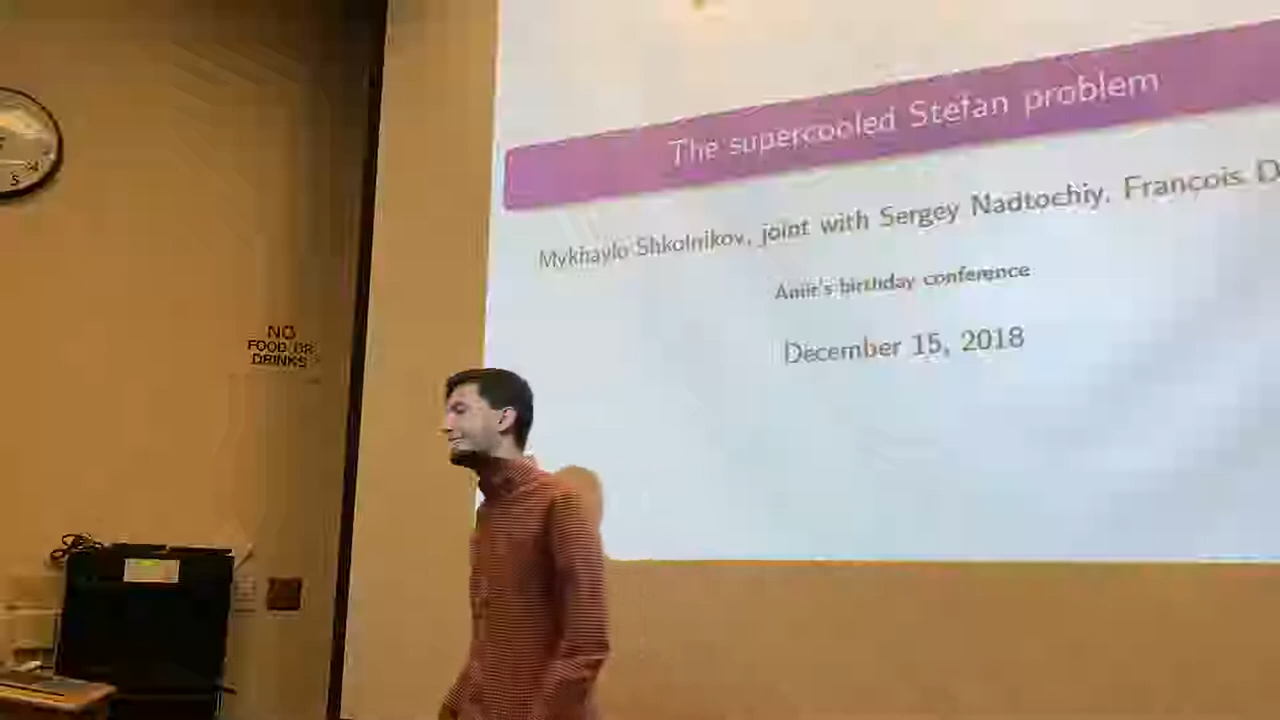 The supercooled Stefan problem
Mykhaylo Shkolnikov, joint with Sergey Nadtochiy, Francois D
Amir's birthday conference
December 15, 2018
NO
FOOD OR
DRINKS